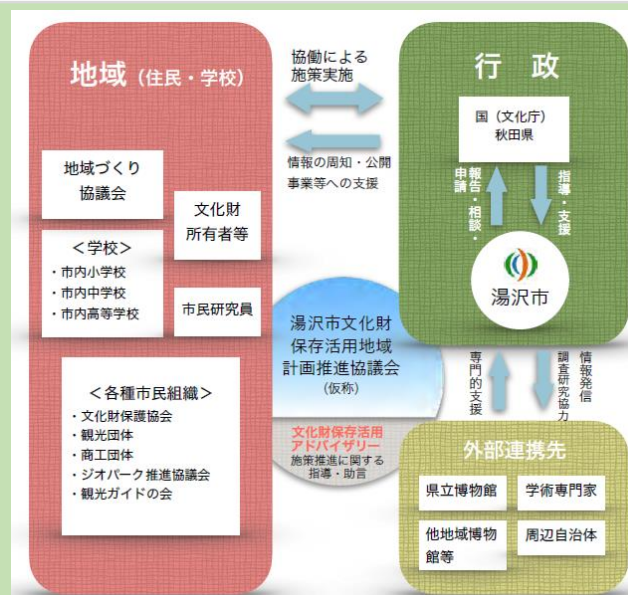 地域（住民・学校）
地域づくり
協議会
文化財
所有者等
＜学校＞
・市内小学校
・市内中学校
・市内高等学校
市民研究員
＜各種市民組織＞
・文化財保護協会
・観光団体
・商工団体
・ジオパーク推進協議会
・観光ガイドの会
協働による
施策実施
情報の周知・公開
事業等への支援
湯沢市文化財
保存活用地域
計画推進協議会
（仮称）
文化財保存活用
アドバイザリー
施策推進に関する
指導・助言
行政
国（文化庁）
秋田県
報告・相談・
申請
指導・支援
湯沢市
専門的支援
情報発信
調査研究協力
外部連携先
県立博物館
学術専門家
他地域博物
館等
周辺自治体